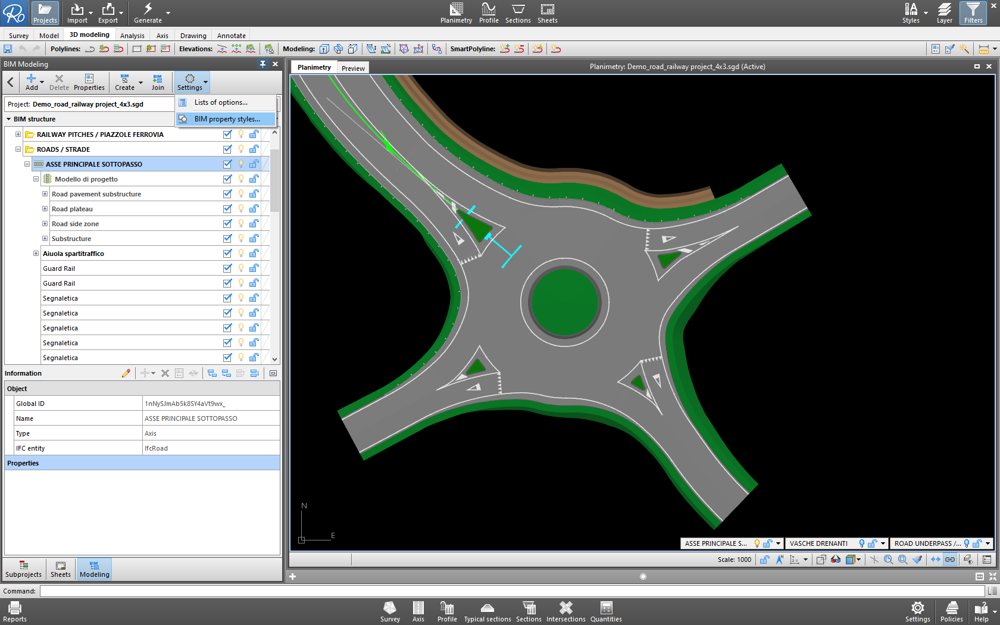 Ro
Projects
Import
Export
Generate
Planimetry
Profile
Sections
Sheets
Styles
Layer
Filters
Survey
Model
3D modeling
Analysis
Axis
Drawing
Annotate
Polylines:
Elevations:
Modeling:
SmartPolyline:
BIM Modeling
Planimetry
Preview
Planimetry: Demo_road_railway project_4x3.sgd (Active)
Add
Delete
Properties
BIM
Create
BIM
Join
Settings
Lists of options...
BIM property styles...
Project: Demo_road_railway project_4x3.sgd
BIM structure
RAILWAY PITCHES / PIAZZOLE FERROVIA
ROADS / STRADE
ASSE PRINCIPALE SOTTOPASSO
Modello di progetto
Road pavement substructure
Road plateau
Road side zone
Substructure
Aiuola spartitraffico
Guard Rail
Guard Rail
Segnaletica
Segnaletica
Segnaletica
Segnaletica
Segnaletica
Information
Object
Global ID 1nNySJmAb5k8SY4aVt9wx_
Name ASSE PRINCIPALE SOTTOPASSO
Type Axis
IFC entity IfcRoad
Properties
N
E
ASSE PRINCIPALE S...
VASCHE DRENANTI
ROAD UNDERPASS /...
Scale: 1000
Subprojects
Sheets
BIM
Modeling
Command:
Reports
Survey
Axis
Profile
Typical sections
Sections
Intersections
Quantities
Settings
Policies
Help